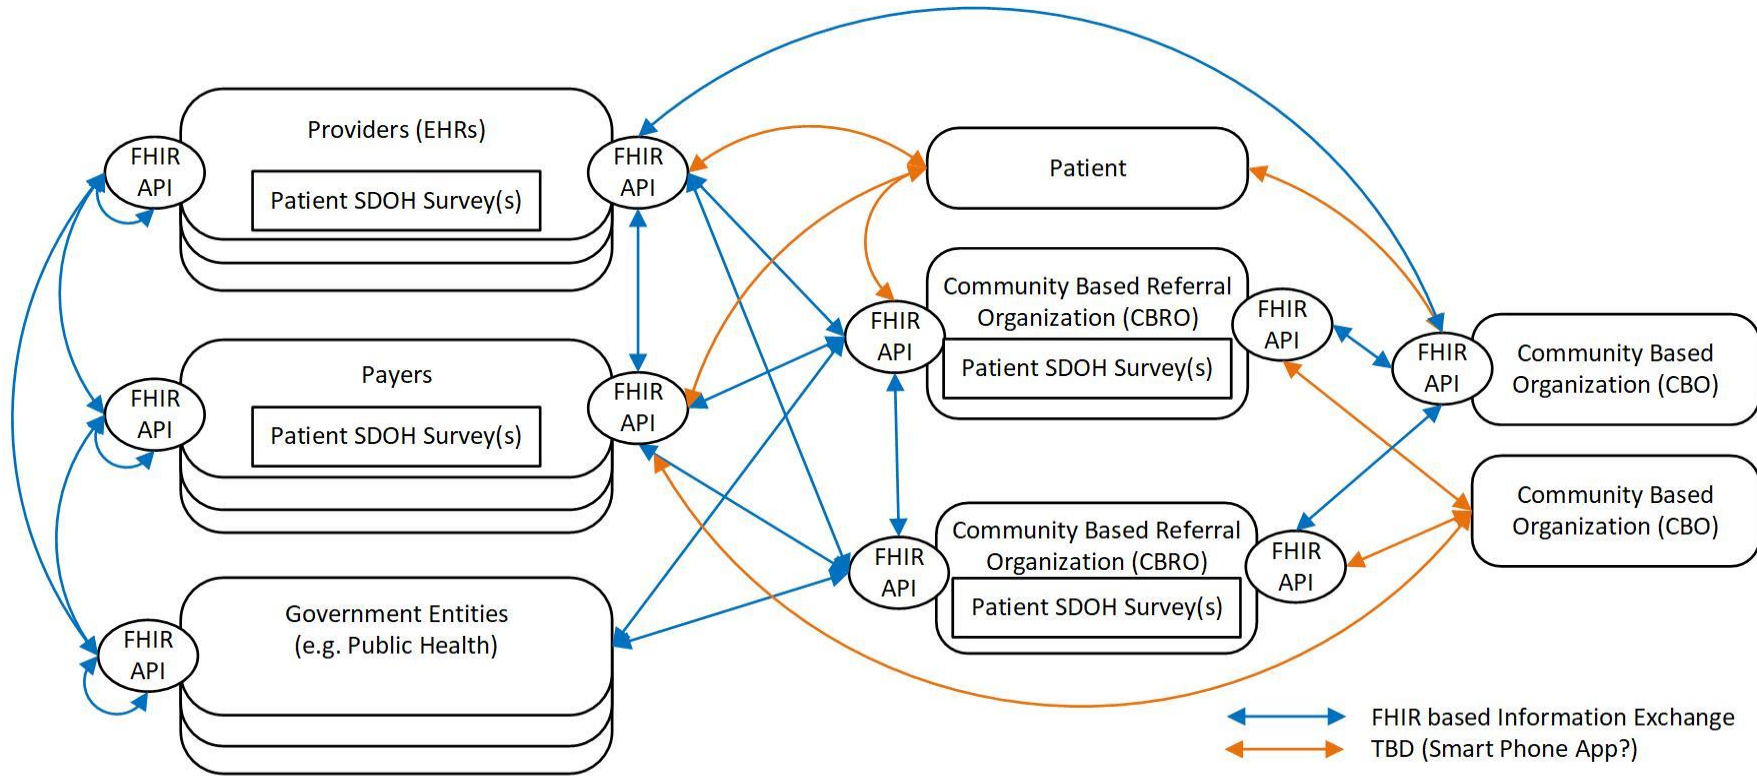 Providers (EHRs)
FHIR
API
Patient SDOH Survey(s)
FHIR
API
Patient
Community Based Referral
Organization (CBRO)
FHIR
API
Patient SDOH Survey(s)
FHIR
API
FHIR
API
Community Based
Organization (CBO)
Payers
FHIR
API
Patient SDOH Survey(s)
FHIR
API
Community Based
Organization (CBO)
Community Based Referral
Organization (CBRO)
FHIR
API
Patient SDOH Survey(s)
FHIR
API
Government Entities
(e.g. Public Health)
FHIR
API
FHIR based Information Exchange
TBD (Smart Phone App?)